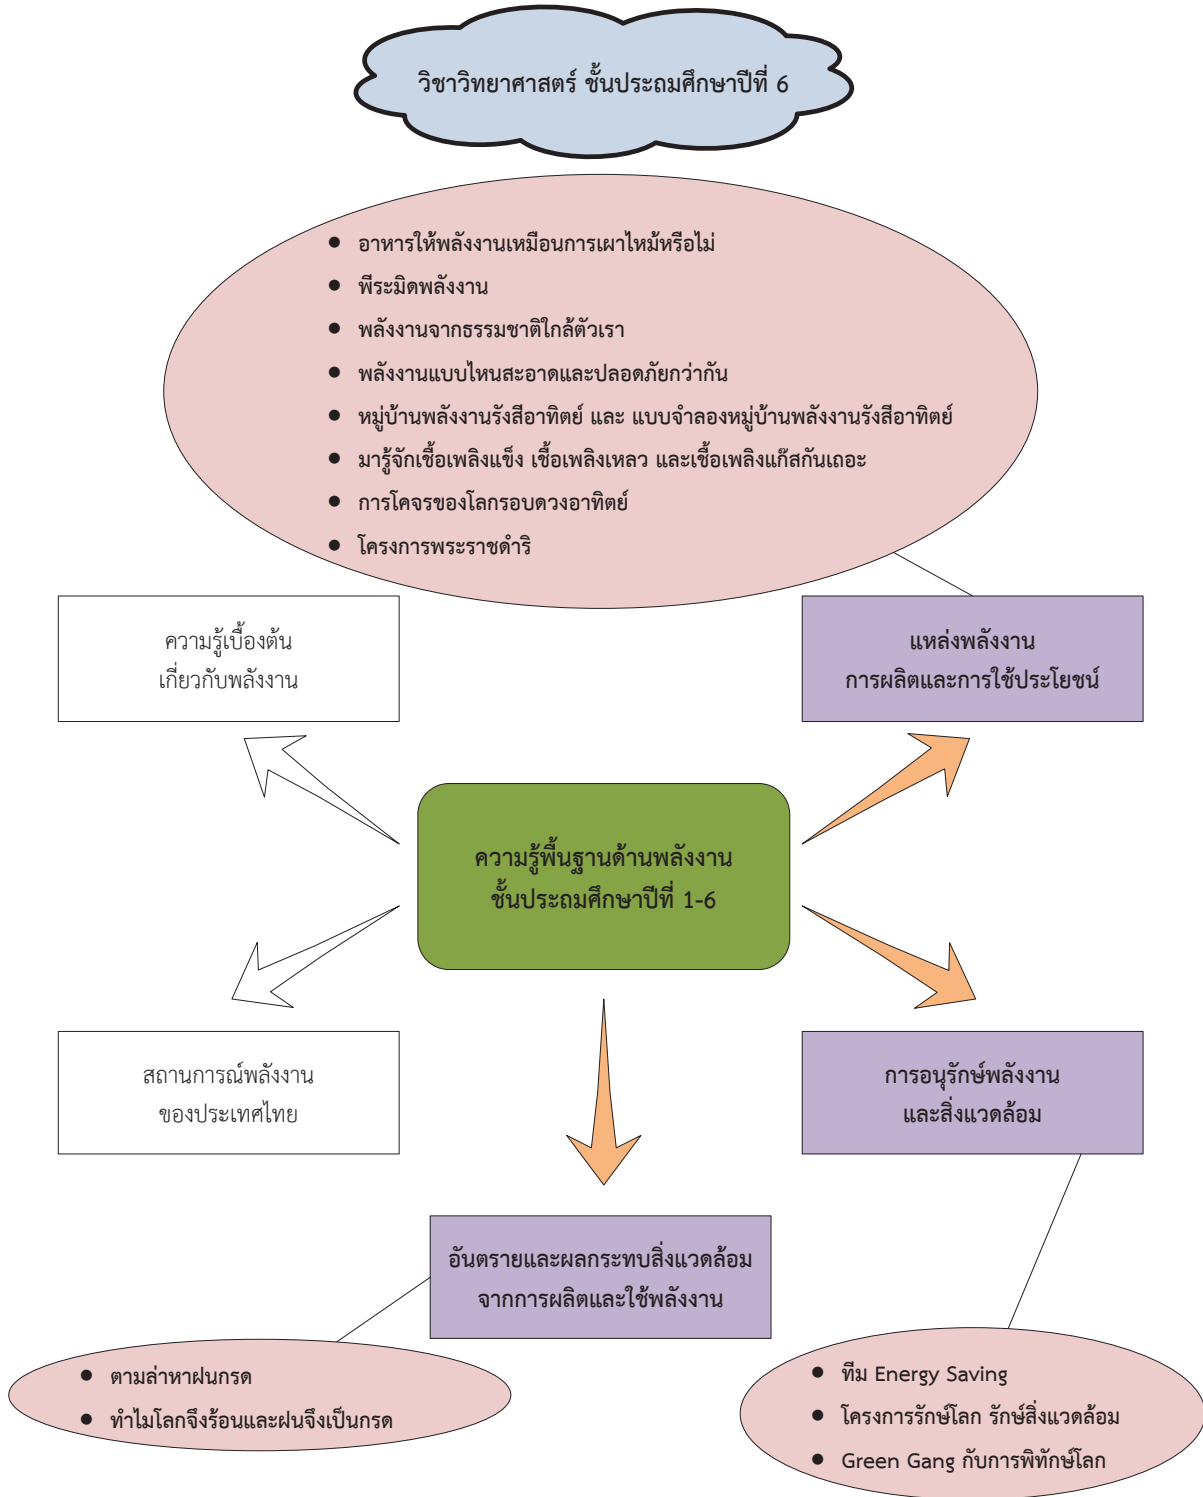 วิชาวิทยาศาสตร์ ชั้นประถมศึกษาปีที่ 6
● อาหารให้พลังงานเหมือนการเผาไหม้หรือไม่
● พีระมิดพลังงาน
● พลังงานจากธรรมชาติใกล้ตัวเรา
● พลังงานแบบไหนสะอาดและปลอดภัยกว่ากัน
● หมู่บ้านพลังงานรังสีอาทิตย์ และ แบบจำลองหมู่บ้านพลังงานรังสีอาทิตย์
● มารู้จักเชื้อเพลิงแข็ง เชื้อเพลิงเหลว และเชื้อเพลิงแก๊สกันเถอะ
● การโคจรของโลกรอบดวงอาทิตย์
● โครงการพระราชดำริ
ความรู้เบื้องต้น
เกี่ยวกับพลังงาน
แหล่งพลังงาน
การผลิตและการใช้ประโยชน์
ความรู้พื้นฐานด้านพลังงาน
ชั้นประถมศึกษาปีที่ 1-6
สถานการณ์พลังงาน
ของประเทศไทย
การอนุรักษ์พลังงาน
และสิ่งแวดล้อม
อันตรายและผลกระทบสิ่งแวดล้อม
จากการผลิตและใช้พลังงาน
● ตามล่าหาฝนกรด
● ทำไมโลกจึงร้อนและฝนจึงเป็นกรด
● ทีม Energy Saving
● โครงการรักษ์โลก รักษ์สิ่งแวดล้อม
● Green Gang กับการพิทักษ์โลก